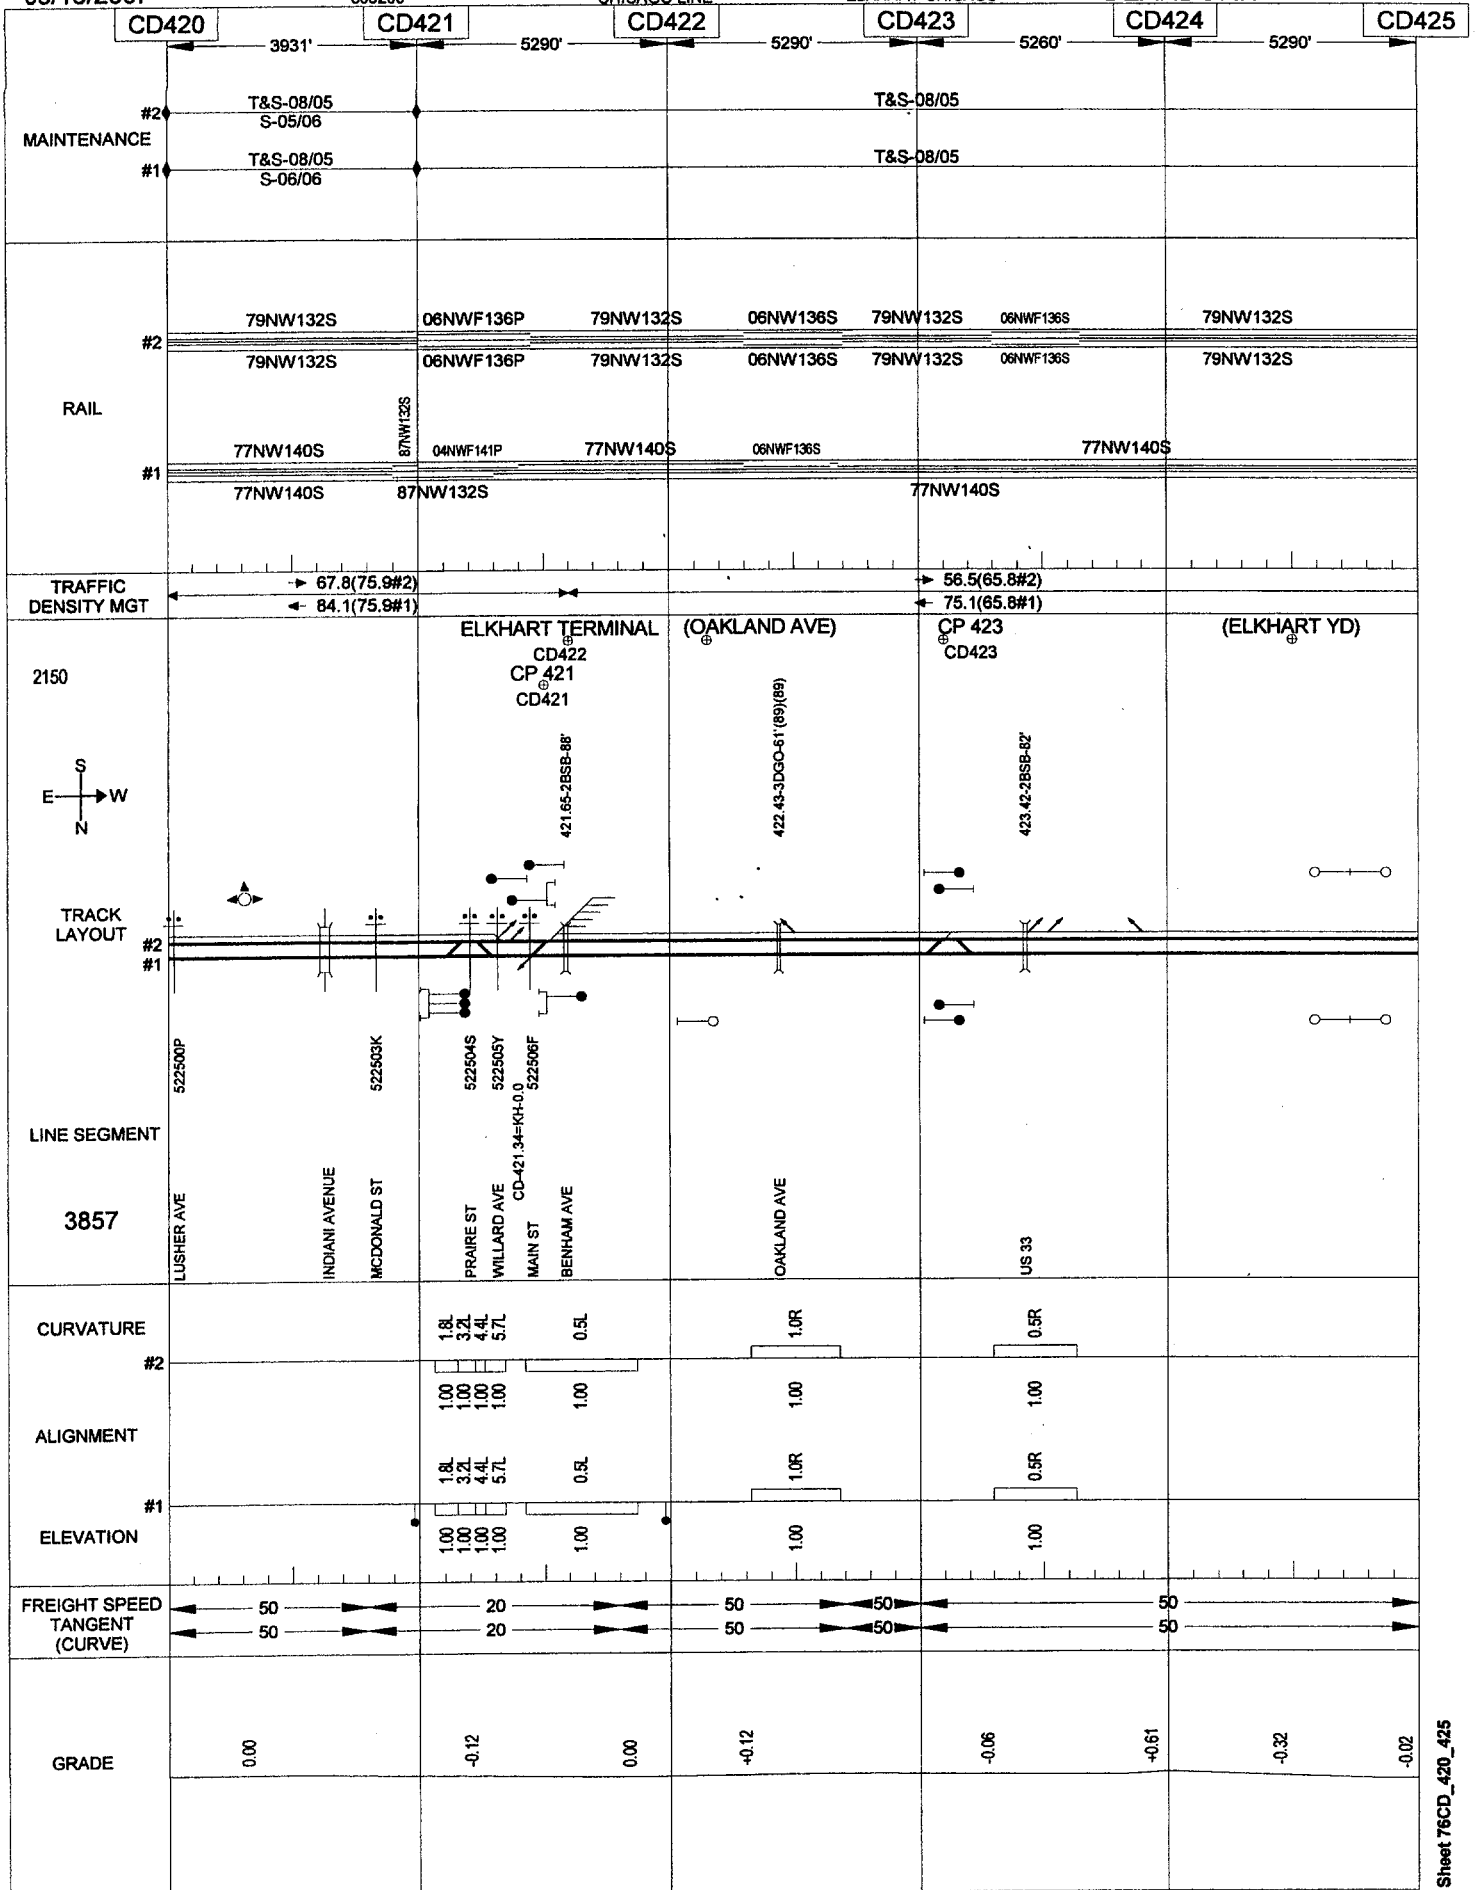 CD420 CD421 CD422 CD423 CD424 CD425
3931' 5290' 5290' 5260' 5290'
MAINTENANCE
#2 T&S-08/05 T&S-08/05
S-05/06
#1 T&S-08/05 T&S-08/05
S-06/06
RAIL
79NW132S 06NWF136P 79NW132S 06NW136S 79NW132S 06NWF136S 79NW132S
#2
79NW132S 06NWF136P 79NW132S 06NW136S 79NW132S 06NWF136S 79NW132S
87NW132S
77NW140S 04NWF141P 77NW140S 06NWF136S 77NW140S
#1
77NW140S 87NW132S 77NW140S
TRAFFIC
DENSITY MGT
67.8(75.9#2) 56.5(65.8#2)
84.1(75.9#1) 75.1(65.8#1)
ELKHART TERMINAL (OAKLAND AVE) CP 423 (ELKHART YD)
CD422 CD423
CP 421
CD421
2150
S
E W
N
421.65-2BSB-88'
422.43-3DGO-61'(89)(89)
423.42-2BSB-82'
TRACK
LAYOUT
#2
#1
522500P
522503K
522504S
522505Y
CD-421.34=KH-0.0
522506F
LINE SEGMENT
3857
LUSHER AVE
INDIANI AVENUE
MCDONALD ST
PRAIRE ST
WILLARD AVE
MAIN ST
BENHAM AVE
OAKLAND AVE
US 33
CURVATURE
1.8L 3.2L 4.4L 5.7L 0.5L 1.0R 0.5R
#2
1.00 1.00 1.00 1.00 1.00 1.00 1.00
ALIGNMENT
1.8L 3.2L 4.4L 5.7L 0.5L 1.0R 0.5R
#1
ELEVATION
1.00 1.00 1.00 1.00 1.00 1.00 1.00
FREIGHT SPEED
TANGENT
(CURVE)
50 20 50 50 50
50 20 50 50 50
GRADE
0.00 -0.12 0.00 +0.12 -0.06 +0.61 -0.32 -0.02
Sheet 76CD_420_425